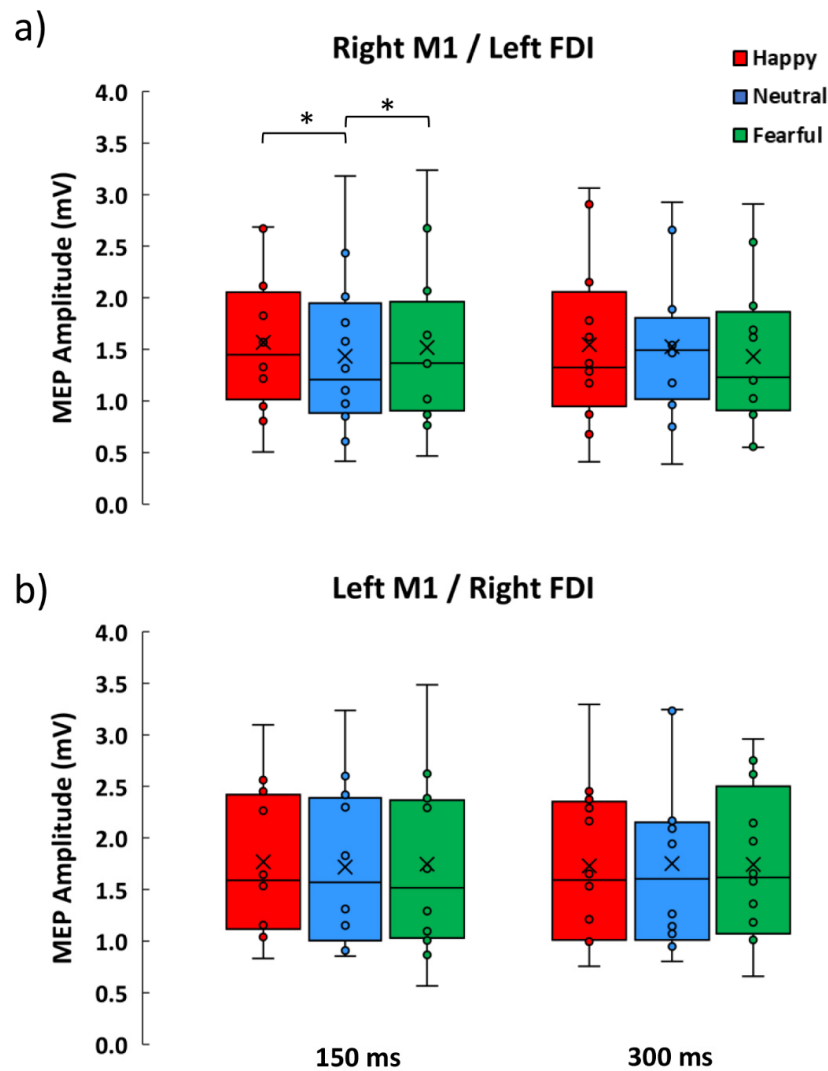 a)
Right M1 / Left FDI
Happy
Neutral
Fearful
MEP Amplitude (mV)
4.0
3.5
3.0
2.5
2.0
1.5
1.0
0.5
0.0
*
*
b)
Left M1 / Right FDI
MEP Amplitude (mV)
4.0
3.5
3.0
2.5
2.0
1.5
1.0
0.5
0.0
150 ms
300 ms